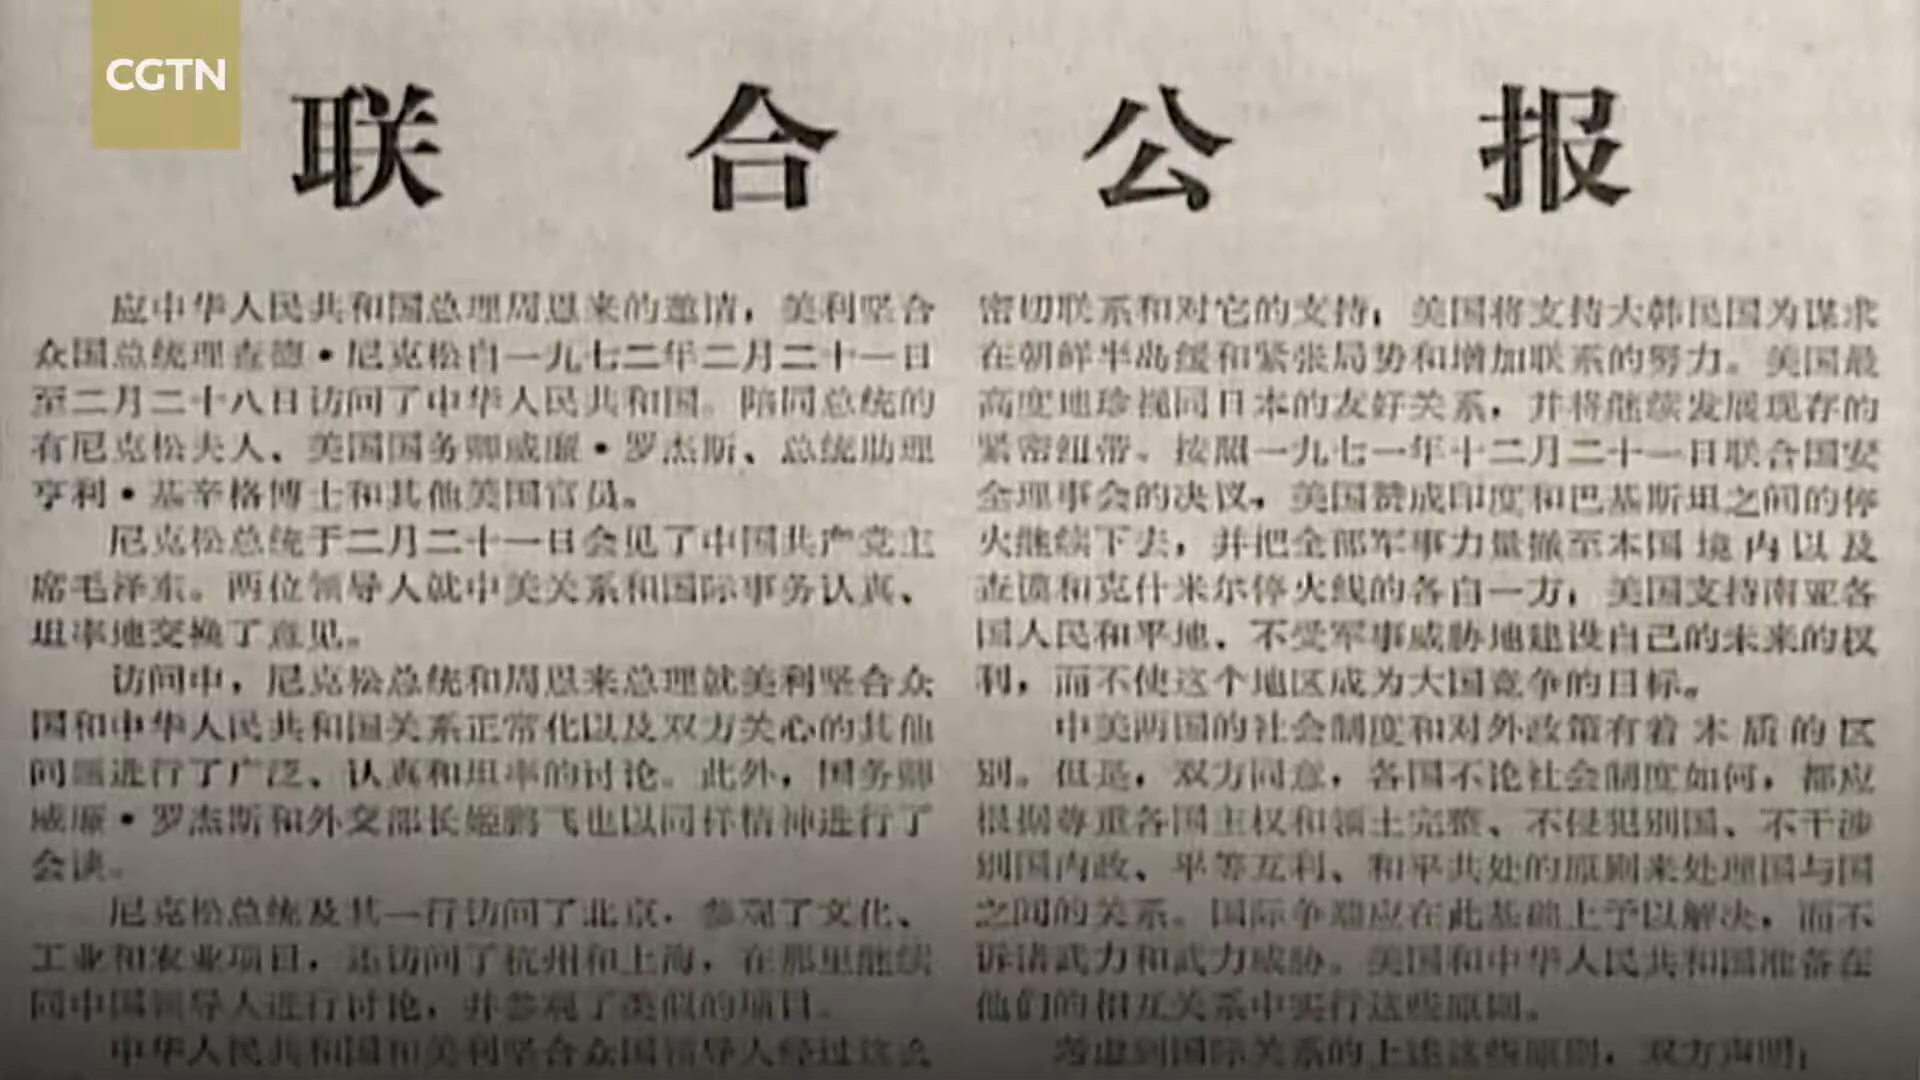 CGTN
联合公报
应中华人民共和国总理周恩来的邀请，美利坚合
众国总统理查德·尼克松自一九七二年二月二十一日
至二月二十八日访问了中华人民共和国。陪同总统的
有尼克松夫人、美国国务卿威廉·罗杰斯、总统助理
亨利·基辛格博士和其他美国官员。
尼克松总统于二月二十一日会见了中国共产党主
席毛泽东。两位领导人就中美关系和国际事务认真、
坦率地交换了意见。
访问中，尼克松总统和周恩来总理就美利坚合众
国和中华人民共和国关系正常化以及双方关心的其他
问题进行了广泛、认真和坦率的讨论。此外，国务卿
威廉·罗杰斯和外交部长姬鹏飞也以同样精神进行了
会谈。
尼克松总统及其一行访问了北京，参观了文化、
工业和农业项目，还访问了杭州和上海，在那里继续
同中国领导人进行讨论，并参观了类似的项目。
中华人民共和国和美利坚合众国领导人经过这么
密切联系和对它的支持；美国将支持大韩民国为谋求
在朝鲜半岛缓和紧张局势和增加联系的努力。美国最
高度地珍视同日本的友好关系，并将继续发展现存的
紧密纽带。按照一九七一年十二月二十一日联合国安
全理事会的决议，美国赞成印度和巴基斯坦之间的停
火继续下去，并把全部军事力量撤至本国境内以及
查谟和克什米尔停火线的各自一方；美国支持南亚各
国人民和平地、不受军事威胁地建设自己的未来的权
利，而不使这个地区成为大国竞争的目标。
中美两国的社会制度和对外政策有着本质的区
别。但是，双方同意，各国不论社会制度如何，都应
根据尊重各国主权和领土完整、不侵犯别国、不干涉
别国内政、平等互利、和平共处的原则来处理国与国
之间的关系。国际争端应在此基础上予以解决，而不
诉诸武力和武力威胁。美国和中华人民共和国准备在
他们的相互关系中实行这些原则。
考虑到国际关系的上述这些原则，双方声明：